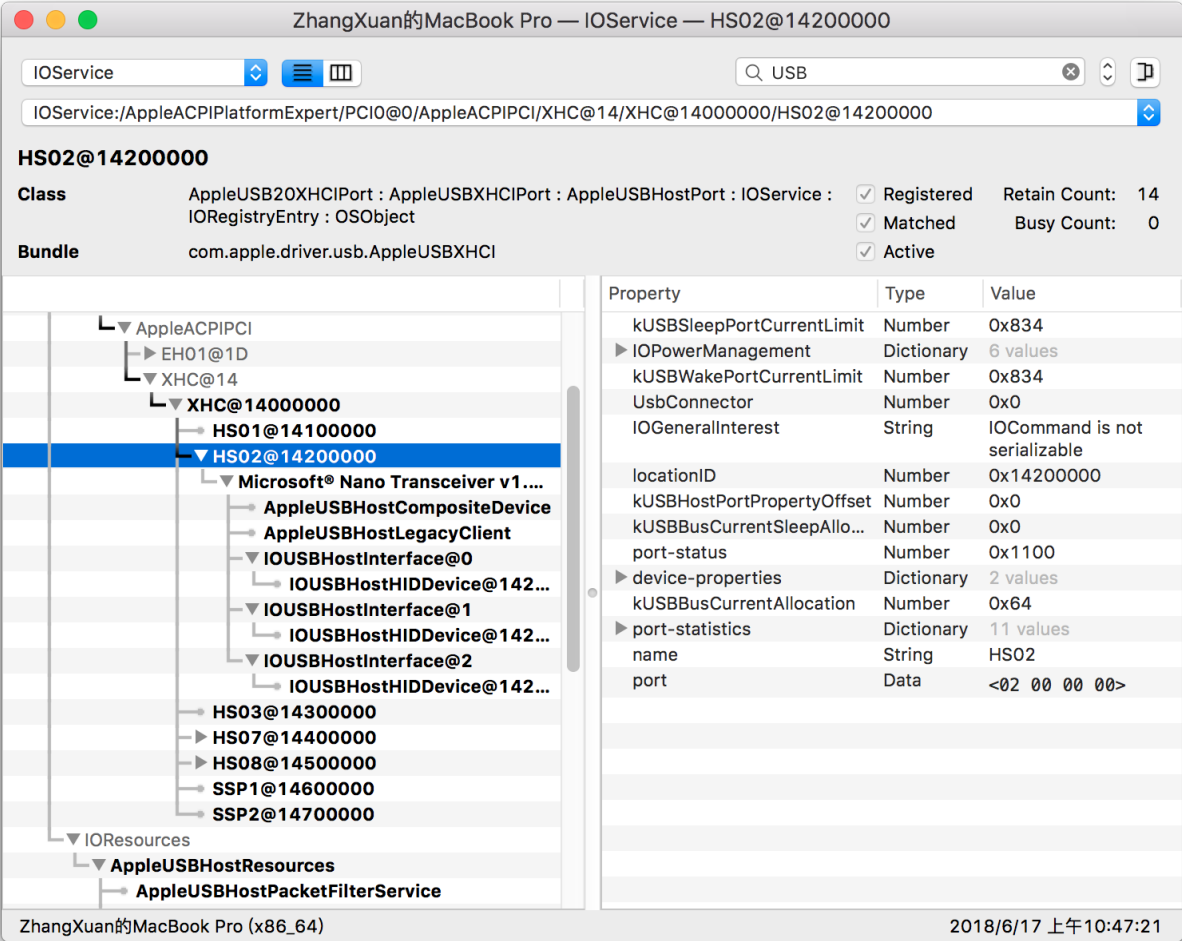 ZhangXuan的MacBook Pro — IOService — HS02@14200000
IOService
USB
IOService:/AppleACPIPlatformExpert/PCI0@0/AppleACPIPCI/XHC@14/XHC@14000000/HS02@14200000
HS02@14200000
Class
AppleUSB20XHCIPort : AppleUSBXHCIPort : AppleUSBHostPort : IOService :
IORegistryEntry : OSObject
Bundle
com.apple.driver.usb.AppleUSBXHCI
Registered
Retain Count: 14
Matched
Busy Count: 0
Active
AppleACPIPCI
EH01@1D
XHC@14
XHC@14000000
HS01@14100000
HS02@14200000
Microsoft® Nano Transceiver v1....
AppleUSBHostCompositeDevice
AppleUSBHostLegacyClient
IOUSBHostInterface@0
IOUSBHostHIDDevice@142...
IOUSBHostInterface@1
IOUSBHostHIDDevice@142...
IOUSBHostInterface@2
IOUSBHostHIDDevice@142...
HS03@14300000
HS07@14400000
HS08@14500000
SSP1@14600000
SSP2@14700000
IOResources
AppleUSBHostResources
AppleUSBHostPacketFilterService
Property Type Value
kUSBSleepPortCurrentLimit Number 0x834
IOPowerManagement Dictionary 6 values
kUSBWakePortCurrentLimit Number 0x834
UsbConnector Number 0x0
IOGeneralInterest String IOCommand is not
serializable
locationID Number 0x14200000
kUSBHostPortPropertyOffset Number 0x0
kUSBBusCurrentSleepAllo... Number 0x0
port-status Number 0x1100
device-properties Dictionary 2 values
kUSBBusCurrentAllocation Number 0x64
port-statistics Dictionary 11 values
name String HS02
port Data <02 00 00 00>
ZhangXuan的MacBook Pro (x86_64)
2018/6/17 上午10:47:21